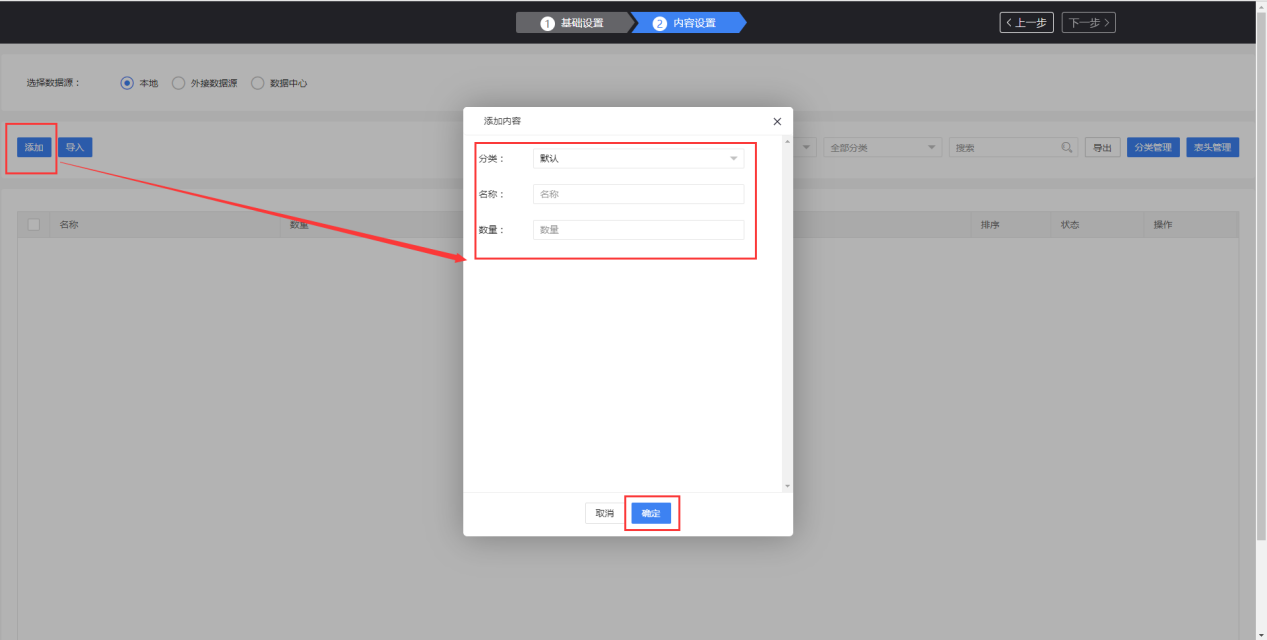 1 基础设置
2 内容设置
上一步
下一步
选择数据源：
本地
外接数据源
数据中心
添加
导入
全部分类
搜索
导出
分类管理
表头管理
名称
数量
排序
状态
操作
添加内容
分类：
默认
名称：
名称
数量：
数量
取消
确定